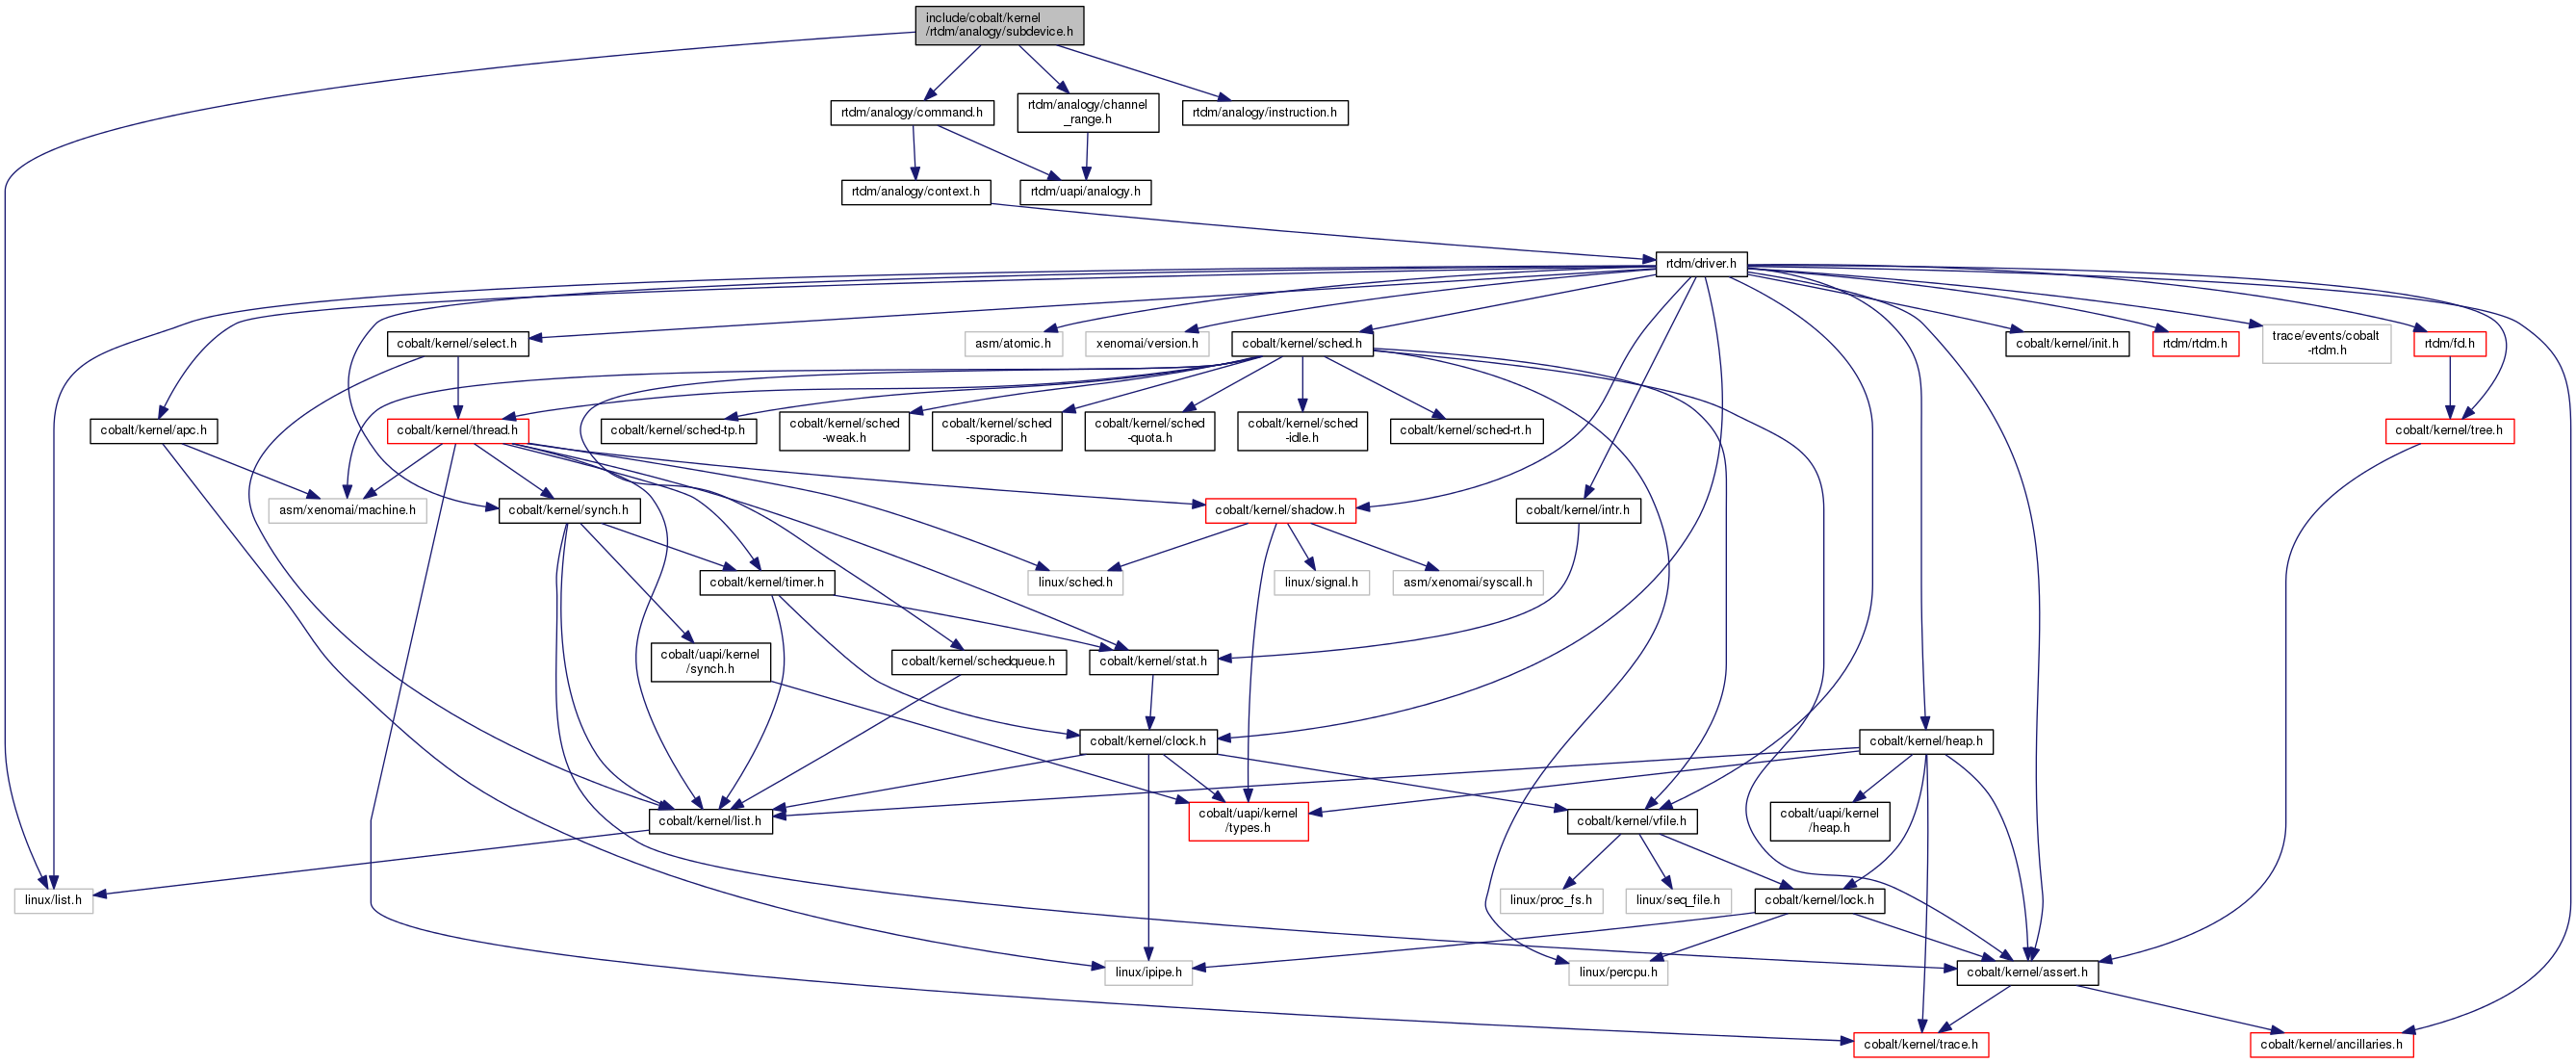 include/cobalt/kernel
/rtdm/analogy/subdevice.h
rtdm/analogy/command.h
rtdm/analogy/channel
_range.h
rtdm/analogy/instruction.h
rtdm/analogy/context.h
rtdm/uapi/analogy.h
rtdm/driver.h
cobalt/kernel/select.h
asm/atomic.h
xenomai/version.h
cobalt/kernel/sched.h
cobalt/kernel/init.h
rtdm/rtdm.h
trace/events/cobalt
-rtdm.h
rtdm/fd.h
cobalt/kernel/apc.h
cobalt/kernel/thread.h
cobalt/kernel/sched-tp.h
cobalt/kernel/sched
-weak.h
cobalt/kernel/sched
-sporadic.h
cobalt/kernel/sched
-quota.h
cobalt/kernel/sched
-idle.h
cobalt/kernel/sched-rt.h
cobalt/kernel/tree.h
asm/xenomai/machine.h
cobalt/kernel/synch.h
cobalt/kernel/shadow.h
cobalt/kernel/intr.h
cobalt/kernel/timer.h
linux/sched.h
linux/signal.h
asm/xenomai/syscall.h
cobalt/uapi/kernel
/synch.h
cobalt/kernel/schedqueue.h
cobalt/kernel/stat.h
cobalt/kernel/clock.h
cobalt/kernel/heap.h
cobalt/kernel/list.h
cobalt/uapi/kernel
/types.h
cobalt/kernel/vfile.h
cobalt/uapi/kernel
/heap.h
linux/list.h
linux/proc_fs.h
linux/seq_file.h
cobalt/kernel/lock.h
linux/ipipe.h
linux/percpu.h
cobalt/kernel/assert.h
cobalt/kernel/trace.h
cobalt/kernel/ancillaries.h